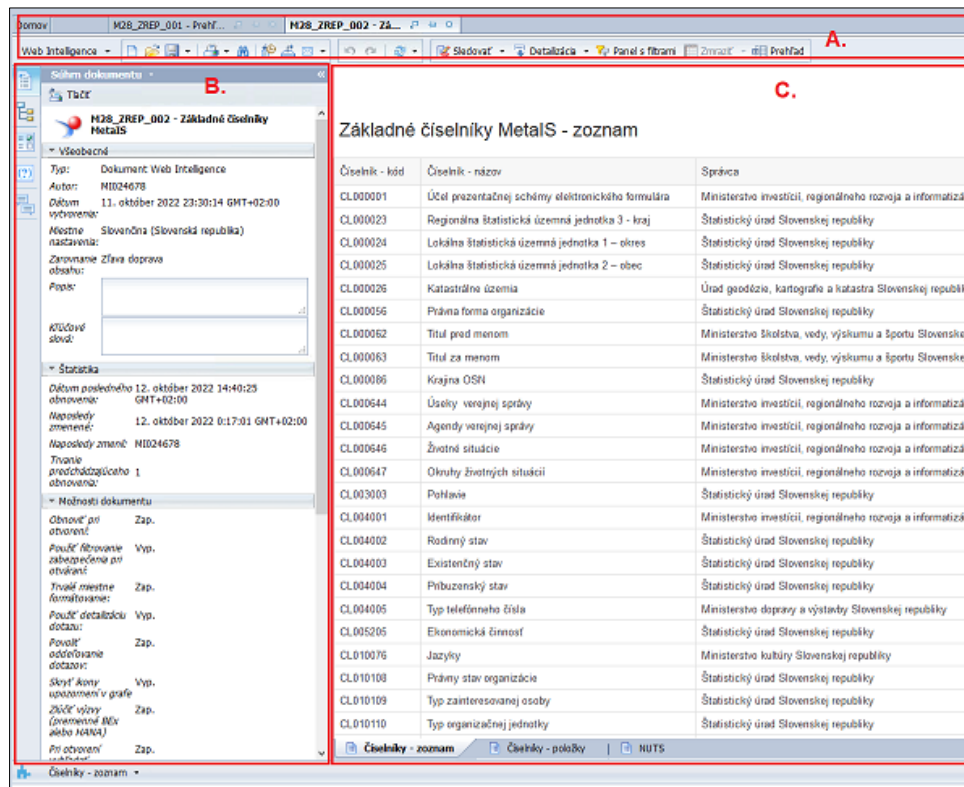 Domov M28_ZREP_001 - Prehľ... M28_ZREP_002 - Zá...
A.
Web Inteligence Sledovať Detalizácia Panel s filtrami Zmraziť Prehľad
Súhrn dokumentu
B.
Tlačiť
M28_ZREP_002 - Základné číselníky
MetaIS
Všeobecné
Typ: Dokument Web Inteligence
Autor: MI024678
Dátum vytvorenia: 11. október 2022 23:30:14 GMT+02:00
Miestne nastavenia: Slovenčina (Slovenská republika)
Zarovnanie obsahu: Zľava doprava
Popis:
Kľúčové slová:
Štatistika
Dátum posledného obnovenia: 12. október 2022 14:40:25 GMT+02:00
Naposledy zmenené: 12. október 2022 0:17:01 GMT+02:00
Naposledy zmenil: MI024678
Trvanie predchádzajúceho obnovenia: 1
Možnosti dokumentu
Obnoviť pri otvorení: Zap.
Použiť filtrovanie zabezpečenia pri otváraní: Vyp.
Trvalé miestne formátovanie: Zap.
Použiť detalizáciu dotazu: Vyp.
Povoliť oddeľovanie dotazov: Zap.
Skryť ikony upozornení v grafe Vyp.
Zlúčiť výzvy (premenné BEx alebo HANA) Zap.
Pri otvorení Zap.
Číselníky - zoznam
C.
Základné číselníky MetaIS - zoznam
Číselník - kód Číselník - názov Správca
CL000001 Účel prezentačnej schémy elektronického formulára Ministerstvo investícií, regionálneho rozvoja a informatizá
CL000023 Regionálna štatistická územná jednotka 3 - kraj Štatistický úrad Slovenskej republiky
CL000024 Lokálna štatistická územná jednotka 1 – okres Štatistický úrad Slovenskej republiky
CL000025 Lokálna štatistická územná jednotka 2 – obec Štatistický úrad Slovenskej republiky
CL000026 Katastrálne územia Úrad geodézie, kartografie a katastra Slovenskej republi
CL000056 Právna forma organizácie Štatistický úrad Slovenskej republiky
CL000062 Titul pred menom Ministerstvo školstva, vedy, výskumu a športu Slovenske
CL000063 Titul za menom Ministerstvo školstva, vedy, výskumu a športu Slovenske
CL000086 Krajina OSN Štatistický úrad Slovenskej republiky
CL000644 Úseky verejnej správy Ministerstvo investícií, regionálneho rozvoja a informatizá
CL000645 Agendy verejnej správy Ministerstvo investícií, regionálneho rozvoja a informatizá
CL000646 Životné situácie Ministerstvo investícií, regionálneho rozvoja a informatizá
CL000647 Okruhy životných situácií Ministerstvo investícií, regionálneho rozvoja a informatizá
CL003003 Pohlavie Štatistický úrad Slovenskej republiky
CL004001 Identifikátor Ministerstvo investícií, regionálneho rozvoja a informatizá
CL004002 Rodinný stav Štatistický úrad Slovenskej republiky
CL004003 Existenčný stav Štatistický úrad Slovenskej republiky
CL004004 Príbuzenský stav Štatistický úrad Slovenskej republiky
CL004005 Typ telefónneho čísla Ministerstvo dopravy a výstavby Slovenskej republiky
CL005205 Ekonomická činnosť Štatistický úrad Slovenskej republiky
CL010076 Jazyky Ministerstvo kultúry Slovenskej republiky
CL010108 Právny stav organizácie Štatistický úrad Slovenskej republiky
CL010109 Typ zainteresovanej osoby Štatistický úrad Slovenskej republiky
CL010110 Typ organizačnej jednotky Štatistický úrad Slovenskej republiky
Číselníky - zoznam Číselníky - položky NUTS